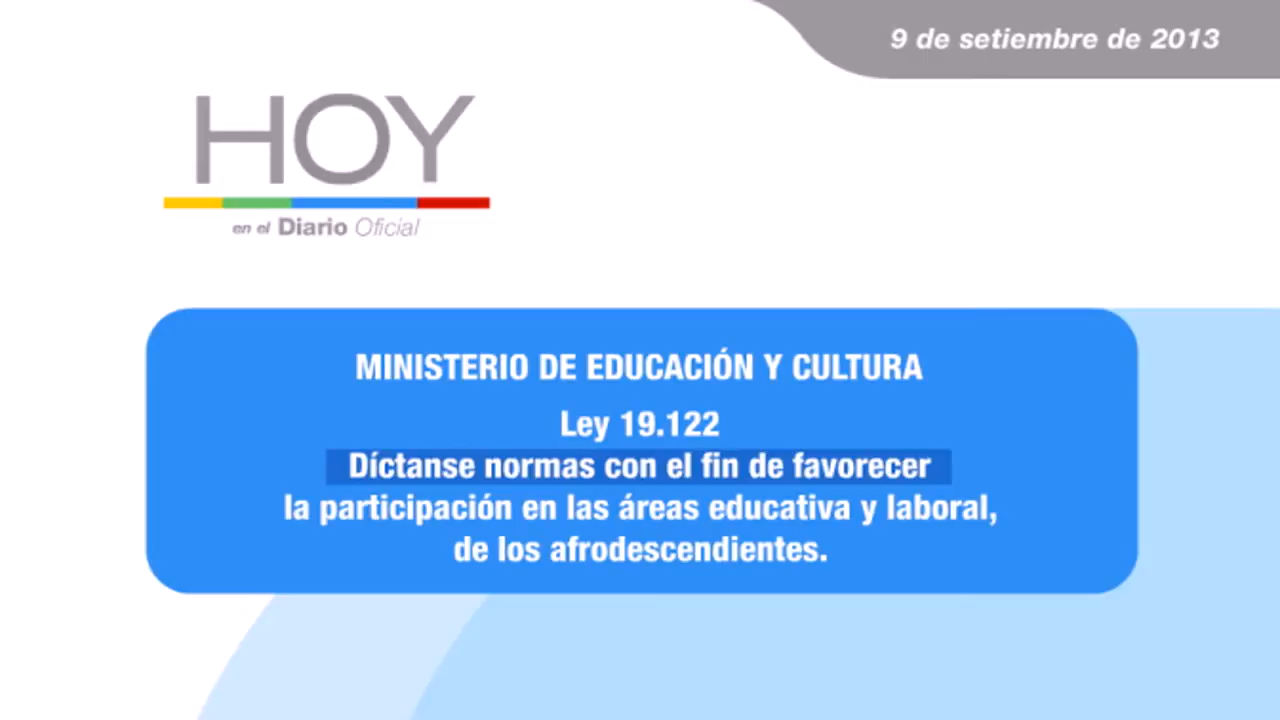 9 de setiembre de 2013
HOY
en el Diario Oficial
MINISTERIO DE EDUCACIÓN Y CULTURA
Ley 19.122
Díctanse normas con el fin de favorecer
la participación en las áreas educativa y laboral,
de los afrodescendientes.